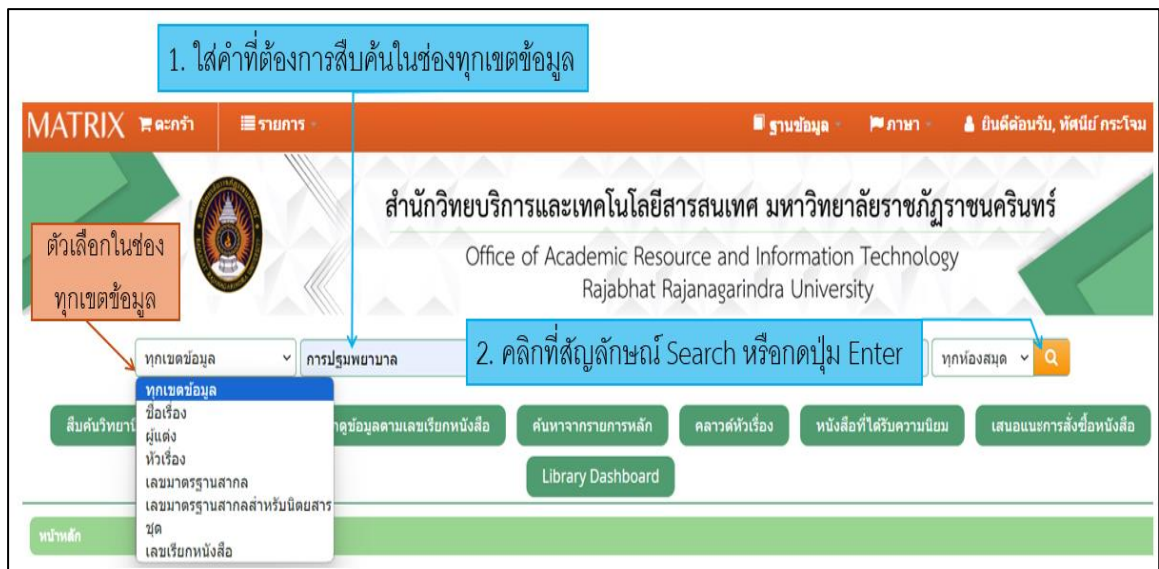 1. ใส่คำที่ต้องการสืบค้นในช่องทุกเขตข้อมูล
MATRIX ตะกร้า รายการ ฐานข้อมูล ภาษา ยินดีต้อนรับ, ทัศนีย์ กระโจม
สำนักวิทยบริการและเทคโนโลยีสารสนเทศ มหาวิทยาลัยราชภัฏราชนครินทร์
Office of Academic Resource and Information Technology
Rajabhat Rajanagarindra University
ตัวเลือกในช่อง
ทุกเขตข้อมูล
ทุกเขตข้อมูล การปฐมพยาบาล 2. คลิกที่สัญลักษณ์ Search หรือกดปุ่ม Enter ทุกห้องสมุด
ทุกเขตข้อมูล
ชื่อเรื่อง
ผู้แต่ง
หัวเรื่อง
เลขมาตรฐานสากล
เลขมาตรฐานสากลสำหรับนิตยสาร
ชุด
เลขเรียกหนังสือ
ดูข้อมูลตามเลขเรียกหนังสือ ค้นหาจากรายการหลัก คลาวด์หัวเรื่อง หนังสือที่ได้รับความนิยม เสนอแนะการสั่งซื้อหนังสือ
Library Dashboard
หน้าหลัก